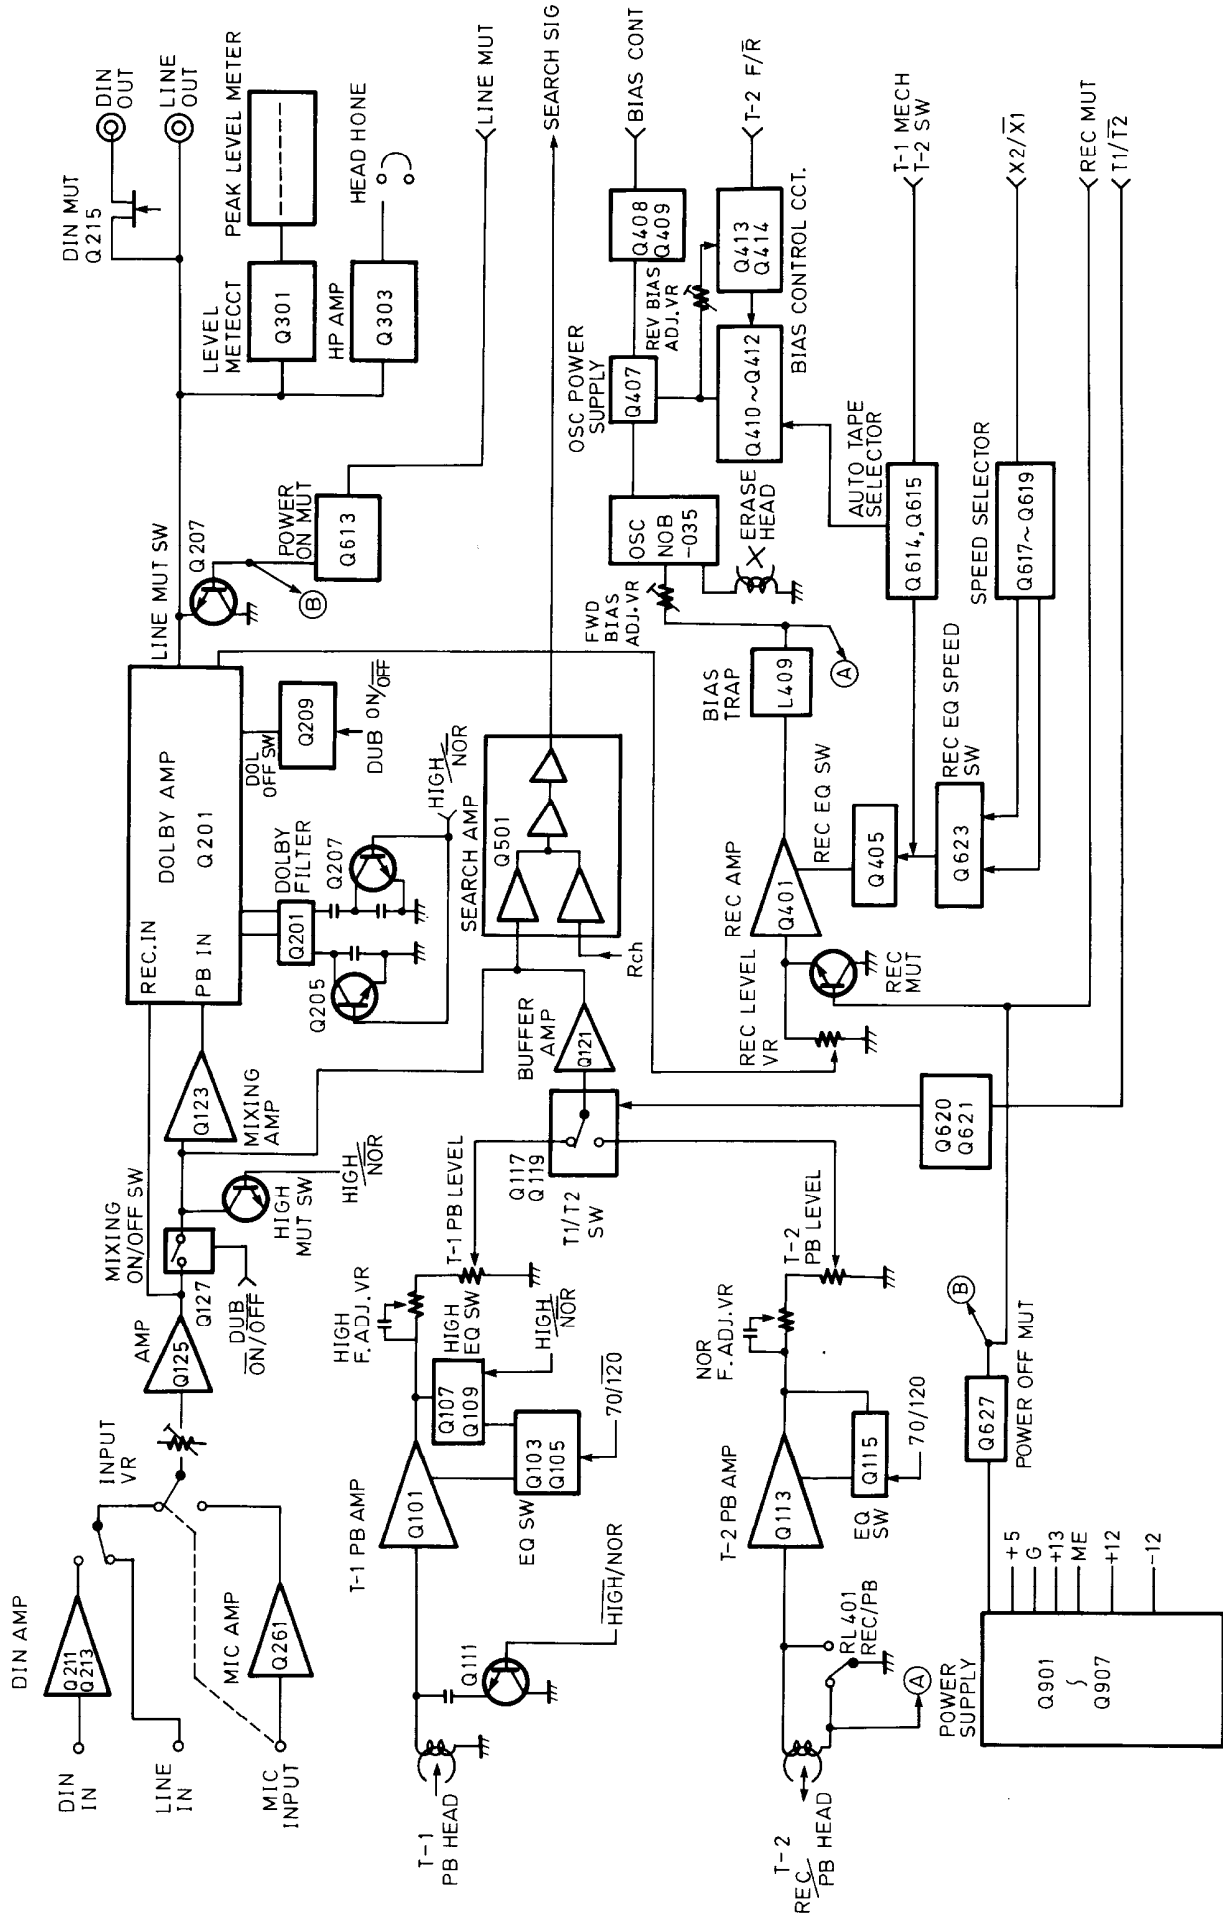 DIN
IN
LINE
IN
MIC
INPUT
DIN AMP
Q211
Q213
MIC AMP
Q261
INPUT
VR
AMP
Q125
Q127
MIXING
ON/OFF SW
DUB
ON/OFF
HIGH
MUT SW
HIGH/NOR
Q123
MIXING
AMP
REC.IN
PB IN
DOLBY AMP
Q201
DOL
OFF SW
Q209
DUB ON/OFF
Q201
DOLBY
FILTER
Q205
Q207
HIGH/NOR
LINE MUT SW
Q207
POWER
ON MUT
Q613
B
LEVEL
METECCT
Q301
PEAK LEVEL METER
HP AMP
Q303
HEAD HONE
DIN MUT
Q215
DIN
OUT
LINE
OUT
LINE MUT
T-1
PB HEAD
Q111
HIGH/NOR
T-1 PB AMP
Q101
EQ SW
Q103
Q105
70/120
Q107
Q109
HIGH
EQ SW
HIGH/NOR
HIGH
F. ADJ. VR
T-1 PB LEVEL
Q117
Q119
T1/T2
SW
BUFFER
AMP
Q121
SEARCH AMP
Q501
Rch
SEARCH SIG
T-2
REC/PB HEAD
RL401
REC/PB
A
T-2 PB AMP
Q113
EQ
SW
Q115
70/120
NOR
F. ADJ. VR
T-2
PB LEVEL
REC LEVEL
VR
REC MUT
REC AMP
Q401
REC EQ SW
Q405
BIAS
TRAP
L409
A
FWD
BIAS
ADJ.VR
OSC
NOB
-035
ERASE
HEAD
OSC POWER
SUPPLY
Q407
REV BIAS
ADJ.VR
Q408
Q409
BIAS CONT
Q413
Q414
T-2 F/R
Q410~Q412
BIAS CONTROL CCT.
AUTO TAPE
SELECTOR
Q614,Q615
T-1 MECH
T-2 SW
REC EQ SPEED
SW
Q623
SPEED SELECTOR
Q617~Q619
X2/X1
REC MUT
T1/T2
Q620
Q621
POWER
SUPPLY
Q901
~
Q907
+5
G
+13
ME
+12
-12
Q627
POWER OFF MUT
B